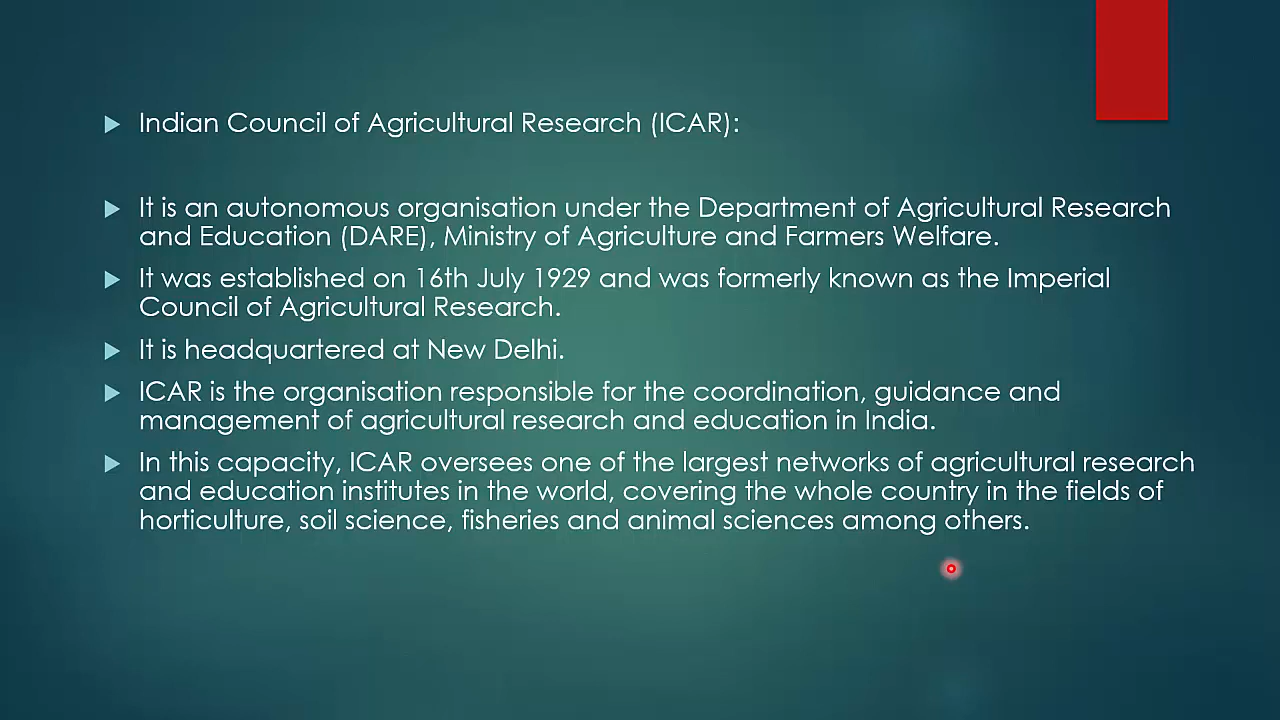 Indian Council of Agricultural Research (ICAR):
It is an autonomous organisation under the Department of Agricultural Research
and Education (DARE), Ministry of Agriculture and Farmers Welfare.
It was established on 16th July 1929 and was formerly known as the Imperial
Council of Agricultural Research.
It is headquartered at New Delhi.
ICAR is the organisation responsible for the coordination, guidance and
management of agricultural research and education in India.
In this capacity, ICAR oversees one of the largest networks of agricultural research
and education institutes in the world, covering the whole country in the fields of
horticulture, soil science, fisheries and animal sciences among others.